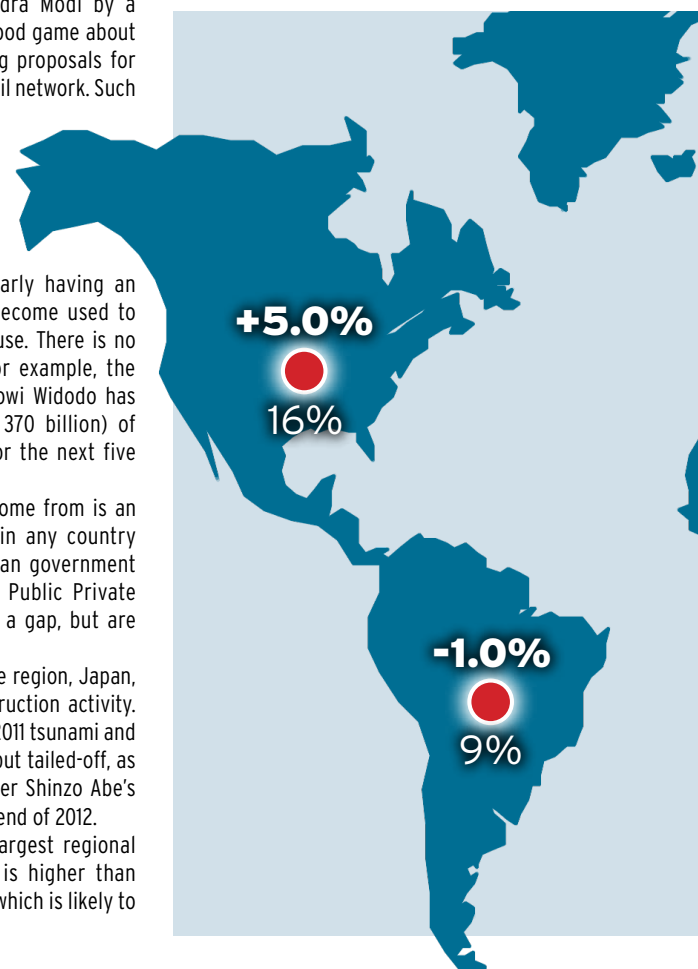 dra Modi by a
ood game about
g proposals for
il network. Such
arly having an
ecome used to
use. There is no
or example, the
owi Widodo has
370 billion) of
or the next five
ome from is an
in any country
an government
Public Private
a gap, but are
e region, Japan,
ruction activity.
2011 tsunami and
out tailed-off, as
er Shinzo Abe's
end of 2012.
argest regional
is higher than
which is likely to
+5.0%
16%
-1.0%
9%